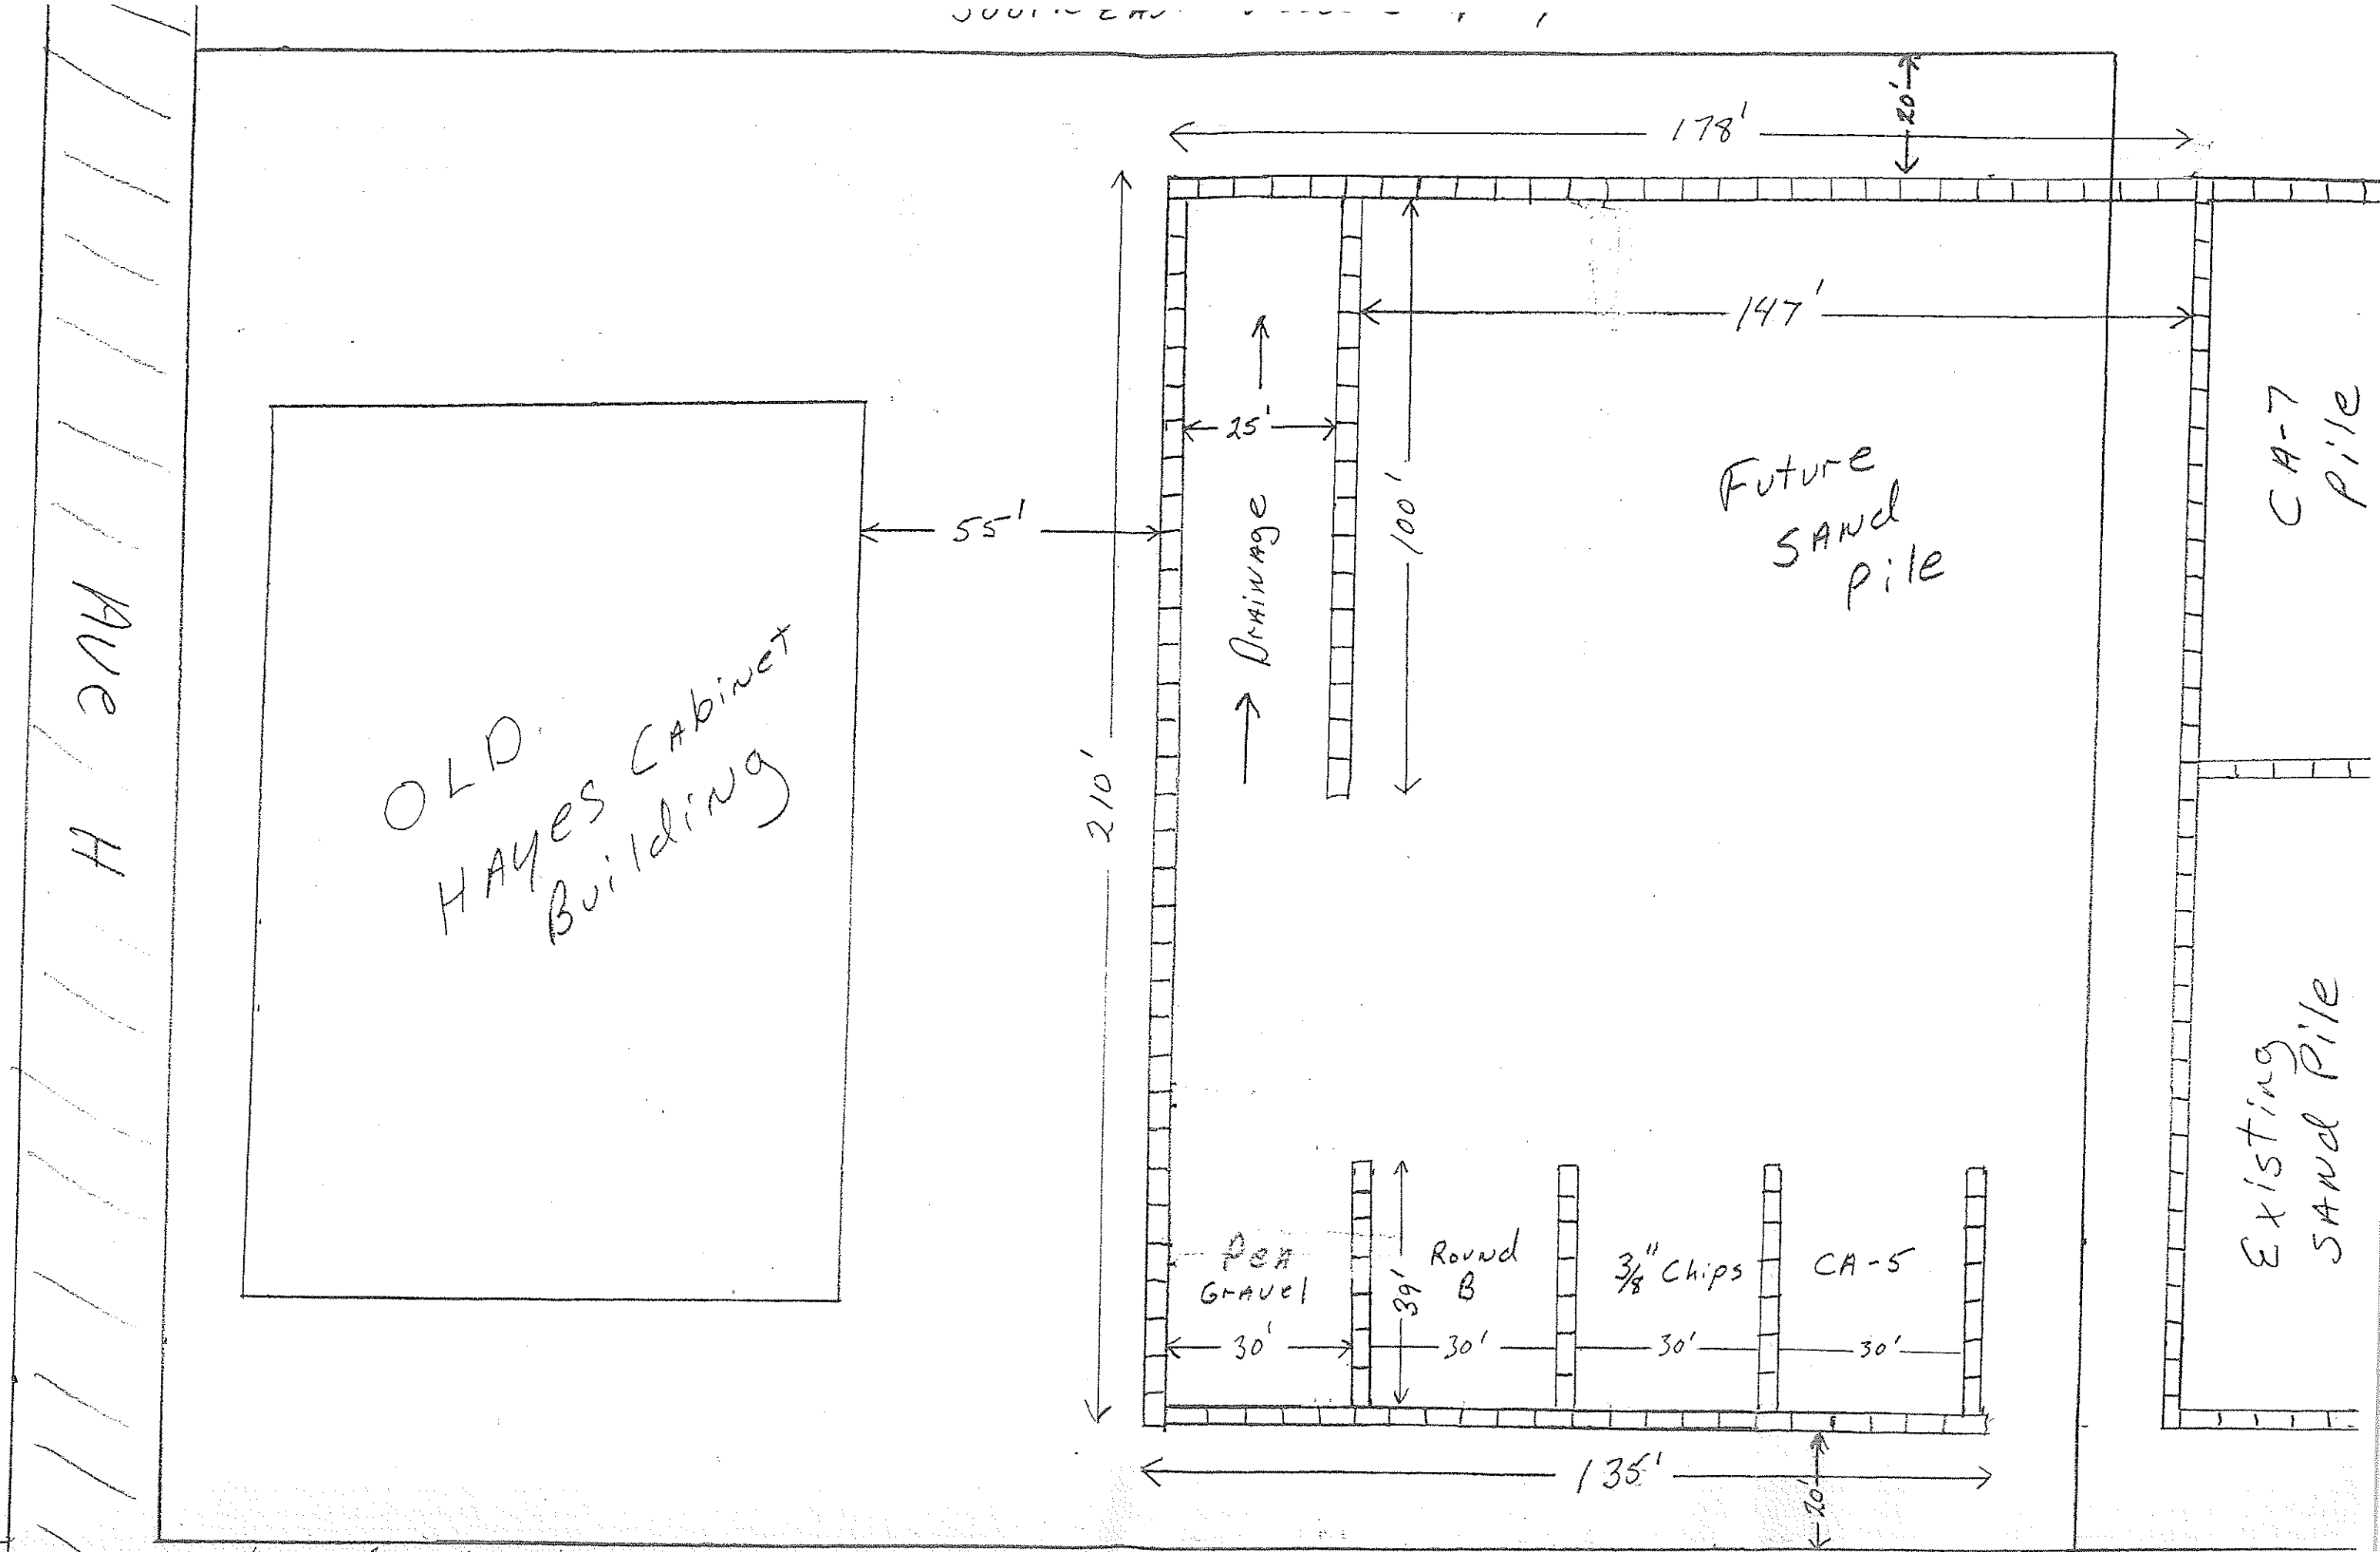 20'
178'
147'
25'
55'
100'
210'
→ Drainage →
Future
Sand
Pile
CA-7
Pile
Ave H
OLD
Hayes Cabinet
Building
Existing
Sand Pile
Pea
Gravel
Round
B
3/8" Chips
CA-5
39'
30'
30'
30'
30'
135'
20'